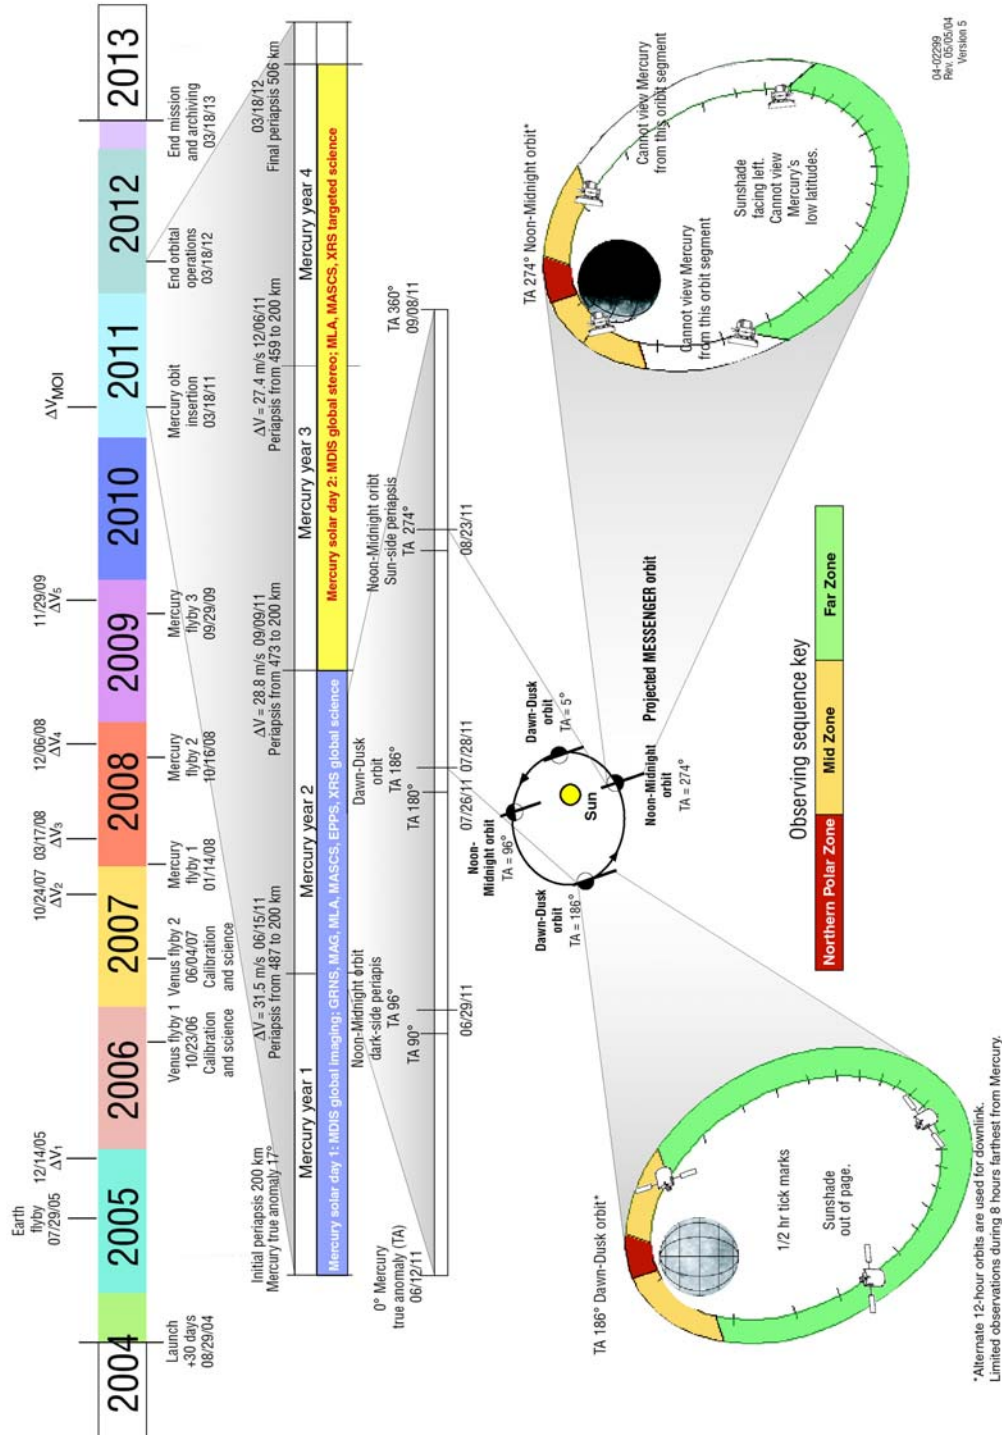 Earth
flyby
07/29/05
12/14/05
ΔV1
10/24/07
ΔV2
03/17/08
ΔV3
12/06/08
ΔV4
11/29/09
ΔV5
ΔVMOI
2004
2005
2006
2007
2008
2009
2010
2011
2012
2013
Launch
+30 days
08/29/04
Venus flyby 1
10/23/06
Calibration
and science
Venus flyby 2
06/04/07
Calibration
and science
Mercury
flyby 1
01/14/08
Mercury
flyby 2
10/16/08
Mercury
flyby 3
09/29/09
Mercury obit
insertion
03/18/11
End orbital
operations
03/18/12
End mission
and archiving
03/18/13
Initial periapsis 200 km
Mercury true anomaly 17°
ΔV = 31.5 m/s 06/15/11
Periapsis from 487 to 200 km
ΔV = 28.8 m/s 09/09/11
Periapsis from 473 to 200 km
ΔV = 27.4 m/s 12/06/11
Periapsis from 459 to 200 km
03/18/12
Final periapsis 506 km
Mercury year 1
Mercury year 2
Mercury year 3
Mercury year 4
Mercury solar day 1: MDIS global imaging; GRNS, MAG, MLA, MASCS, EPPS, XRS global science
Mercury solar day 2: MDIS global stereo; MLA, MASCS, XRS targeted science
0° Mercury
true anomaly (TA)
06/12/11
Noon-Midnight orbit
dark-side periapis
TA 90°
TA 96°
06/29/11
Dawn-Dusk
orbit
TA 180°
TA 186°
07/26/11 07/28/11
Noon-Midnight oribt
Sun-side periapsis
TA 274°
08/23/11
TA 360°
09/08/11
TA 186° Dawn-Dusk orbit*
1/2 hr tick marks
Sunshade
out of page.
Dawn-Dusk
orbit
TA = 186°
Noon-
Midnight orbit
TA = 96°
Dawn-Dusk
orbit
TA = 5°
Sun
Noon-Midnight
orbit
TA = 274°
Projected MESSENGER orbit
TA 274° Noon-Midnight orbit*
Cannot view Mercury
from this orbit segment
Cannot view Mercury
from this oribit segment
Sunshade
facing left.
Cannot view
Mercury's
low latitudes.
Observing sequence key
Northern Polar Zone
Mid Zone
Far Zone
*Alternate 12-hour orbits are used for downlink.
Limited observations during 8 hours farthest from Mercury.
04-02299
Rev. 05/05/04
Version 5